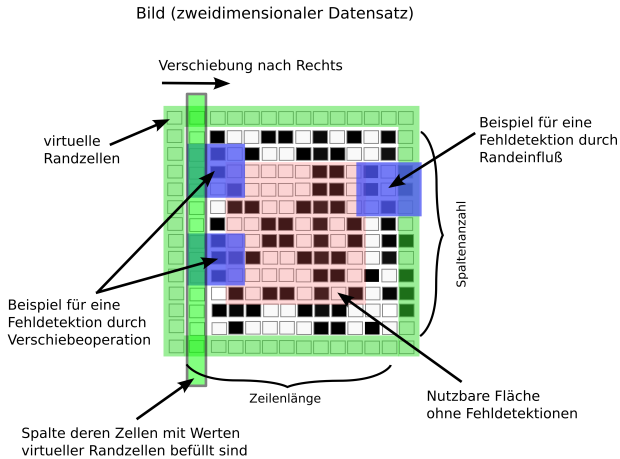 Bild (zweidimensionaler Datensatz)
Verschiebung nach Rechts
virtuelle
Randzellen
Beispiel für eine
Fehldetektion durch
Randeinfluß
Spaltenanzahl
Beispiel für eine
Fehldetektion durch
Verschiebeoperation
Zeilenlänge
Nutzbare Fläche
ohne Fehldetektionen
Spalte deren Zellen mit Werten
virtueller Randzellen befüllt sind